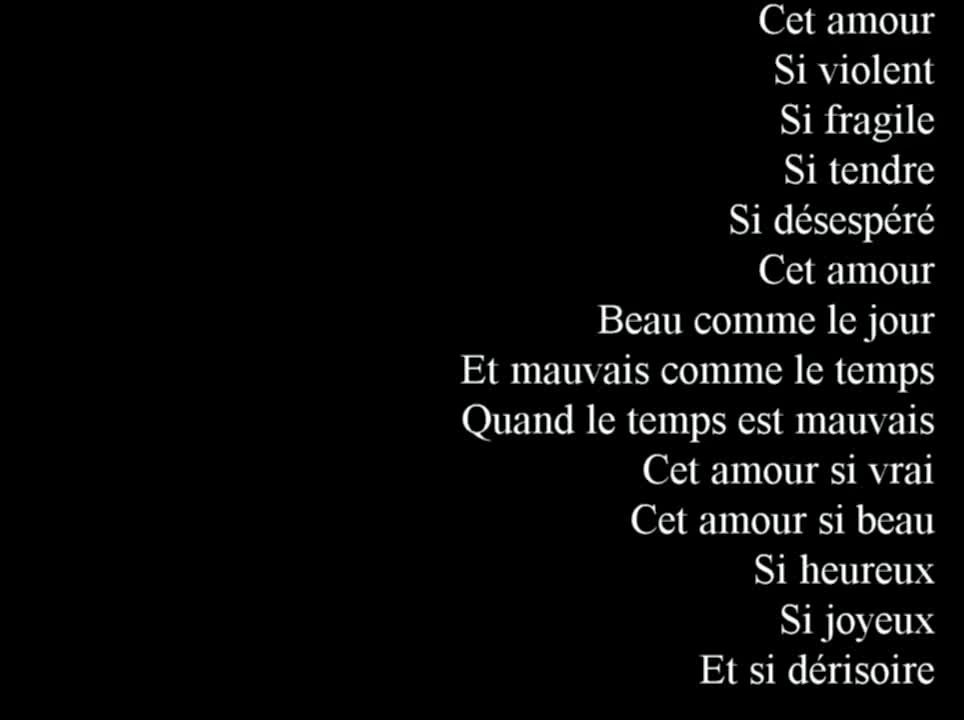 Cet amour
Si violent
Si fragile
Si tendre
Si désespéré
Cet amour
Beau comme le jour
Et mauvais comme le temps
Quand le temps est mauvais
Cet amour si vrai
Cet amour si beau
Si heureux
Si joyeux
Et si dérisoire